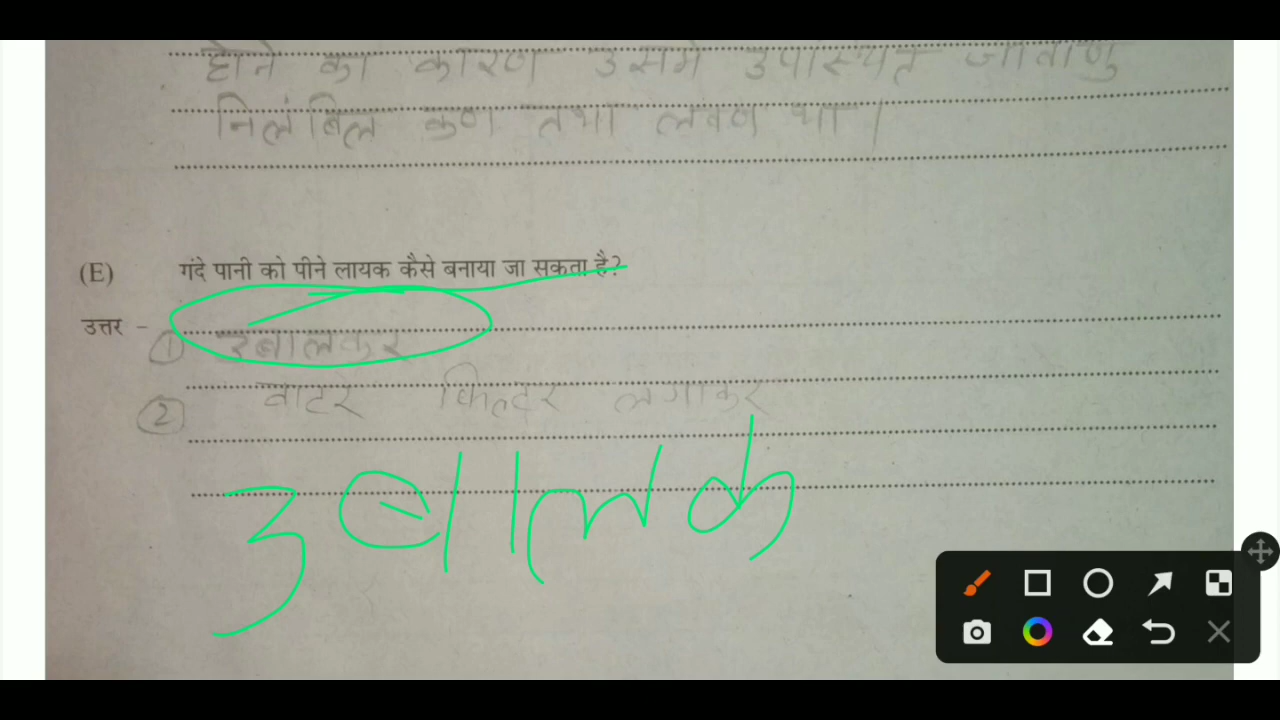 होने का कारण उसमे उपस्थित जीवाणु
निलंबित कण तथा लवण था।
(E) गंदे पानी को पीने लायक कैसे बनाया जा सकता है?
उत्तर -
① उबालकर
② वाटर फिल्टर लगाकर
उबालक